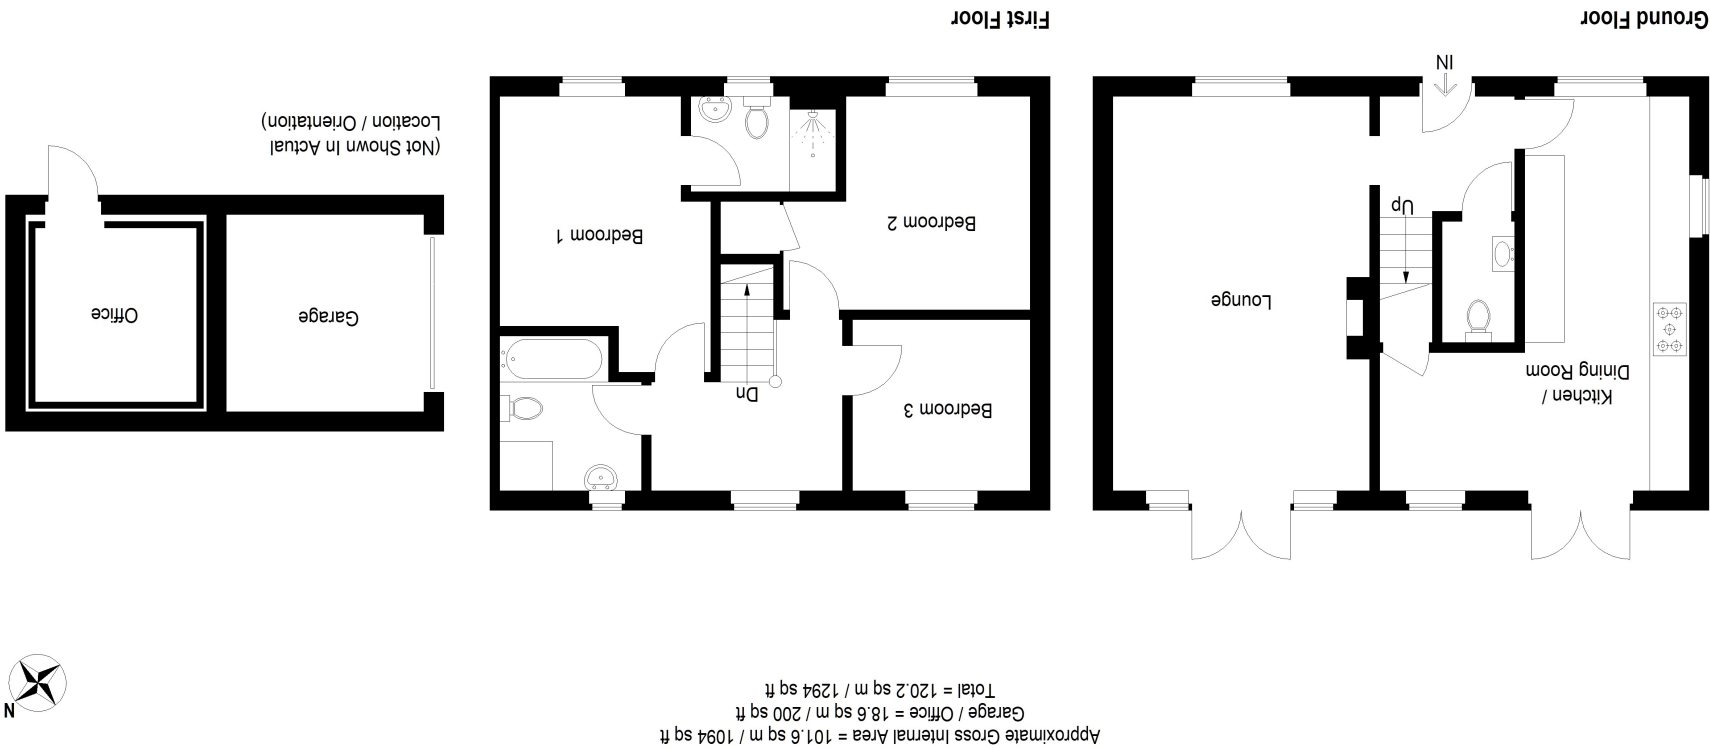 Approximate Gross Internal Area = 101.6 sq m / 1094 sq ft
Garage / Office = 18.6 sq m / 200 sq ft
Total = 120.2 sq m / 1294 sq ft
N
Kitchen /
Dining Room
Lounge
Up
IN
Ground Floor
Bedroom 3
Dn
Bedroom 2
Bedroom 1
First Floor
Garage
Office
(Not Shown In Actual
Location / Orientation)